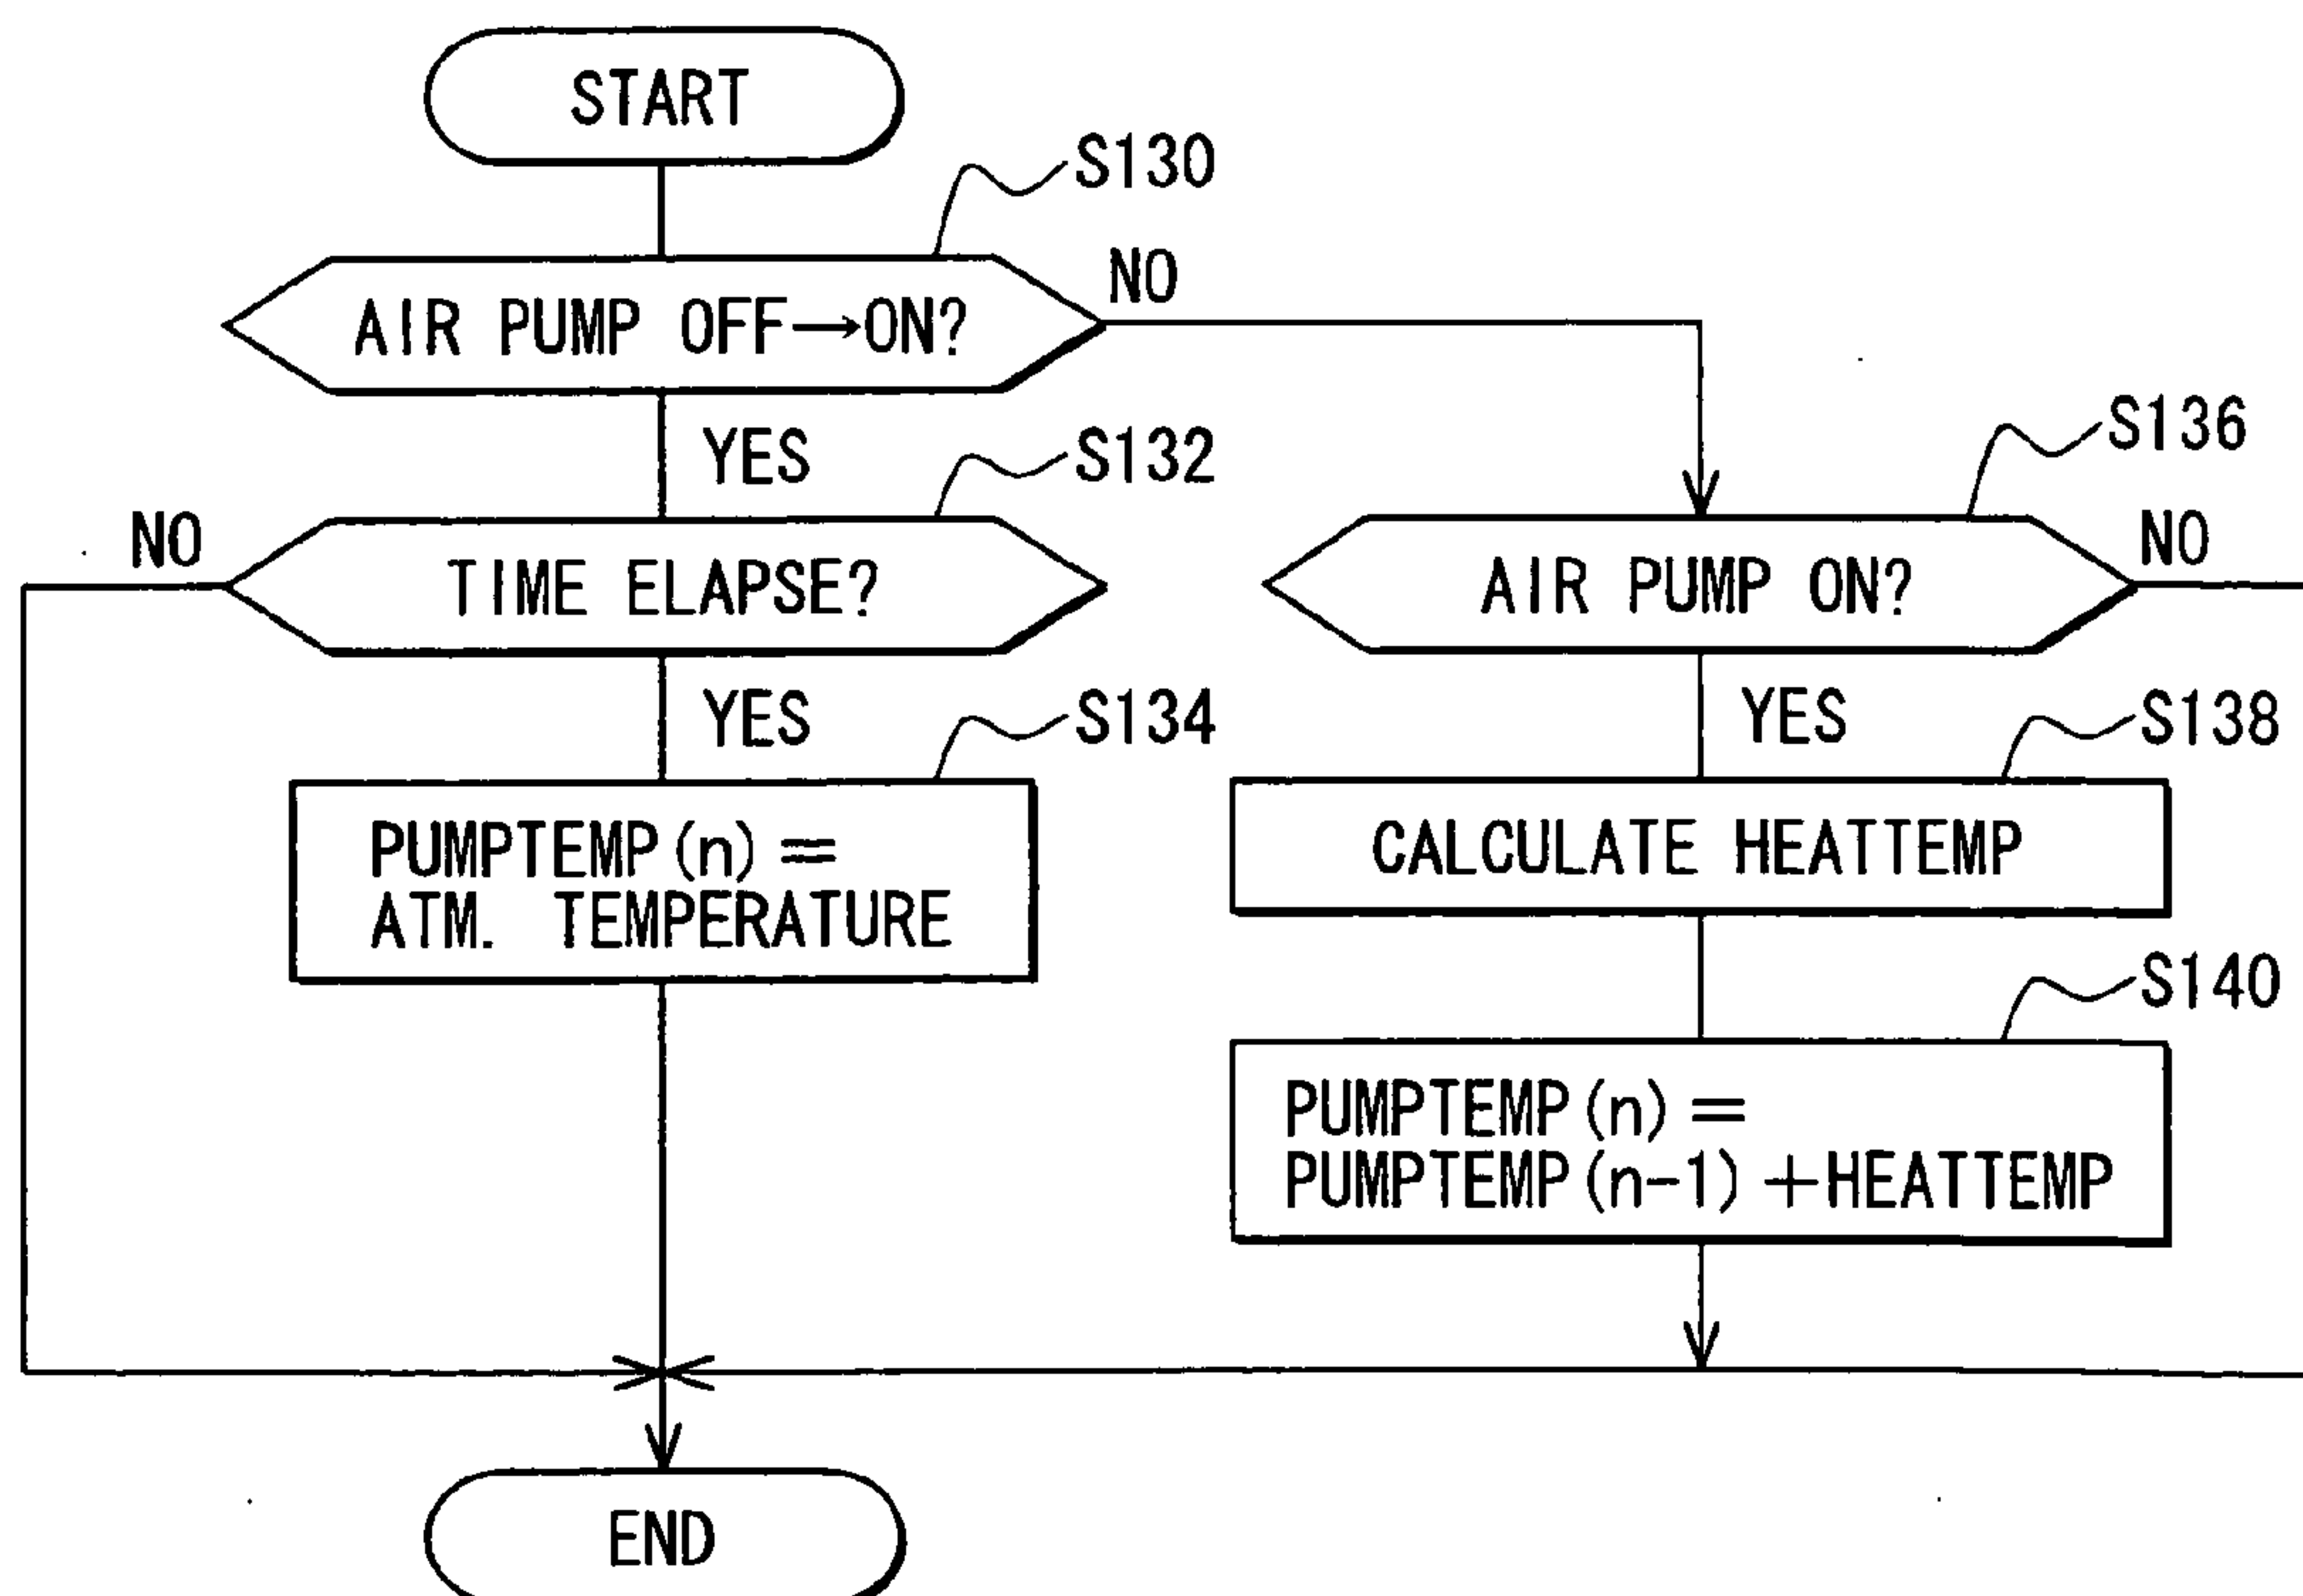 START
S130
AIR PUMP OFF→ON?
NO
YES
S132
NO
TIME ELAPSE?
YES
S134
PUMPTEMP(n)=
ATM. TEMPERATURE
S136
AIR PUMP ON?
NO
YES
S138
CALCULATE HEATTEMP
S140
PUMPTEMP(n)=
PUMPTEMP(n-1)+HEATTEMP
END